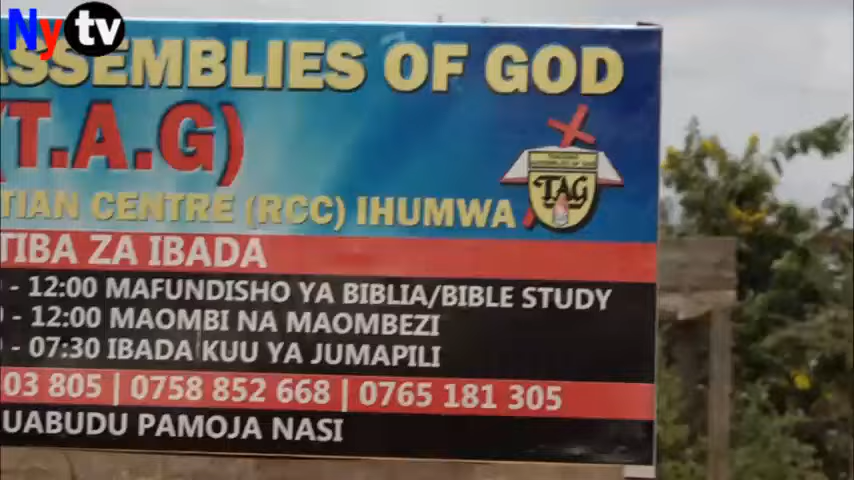 Ny tv
ASSEMBLIES OF GOD
(T.A.G)
TIAN CENTRE (RCC) IHUMWA
TAG
TIBA ZA IBADA
- 12:00 MAFUNDISHO YA BIBLIA/BIBLE STUDY
- 12:00 MAOMBI NA MAOMBEZI
- 07:30 IBADA KUU YA JUMAPILI
03 805 | 0758 852 668 | 0765 181 305
UABUDU PAMOJA NASI